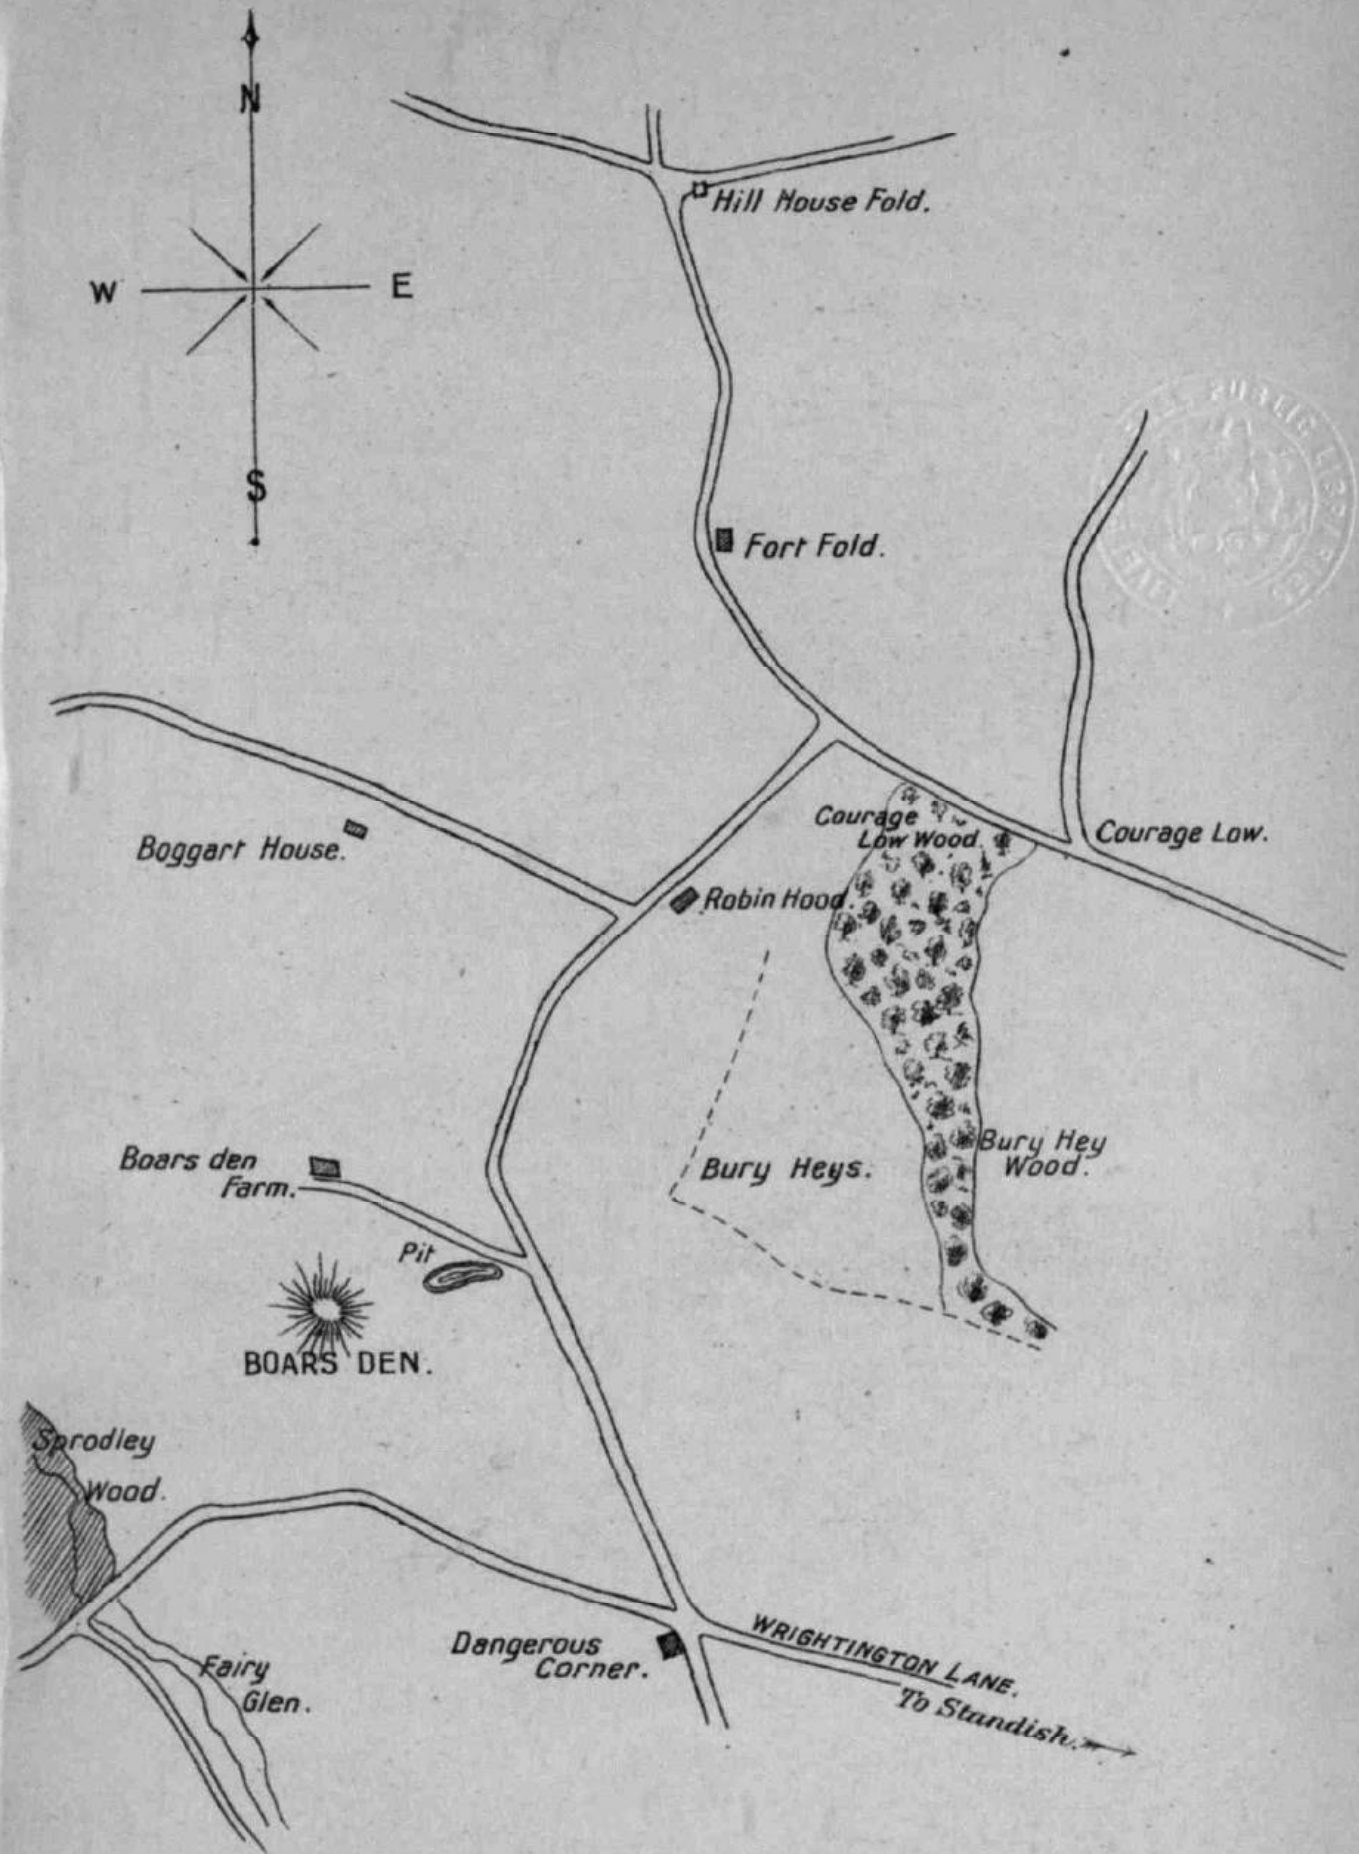 N
W
E
S
Hill House Fold.
Fort Fold.
Boggart House.
Courage
Low Wood.
Courage Low.
Robin Hood.
Boars den
Farm.
Bury Heys.
Bury Hey
Wood.
Pit
BOARS DEN.
Sprodley
Wood.
Dangerous
Corner.
WRIGHTINGTON LANE.
To Standish.
Fairy
Glen.